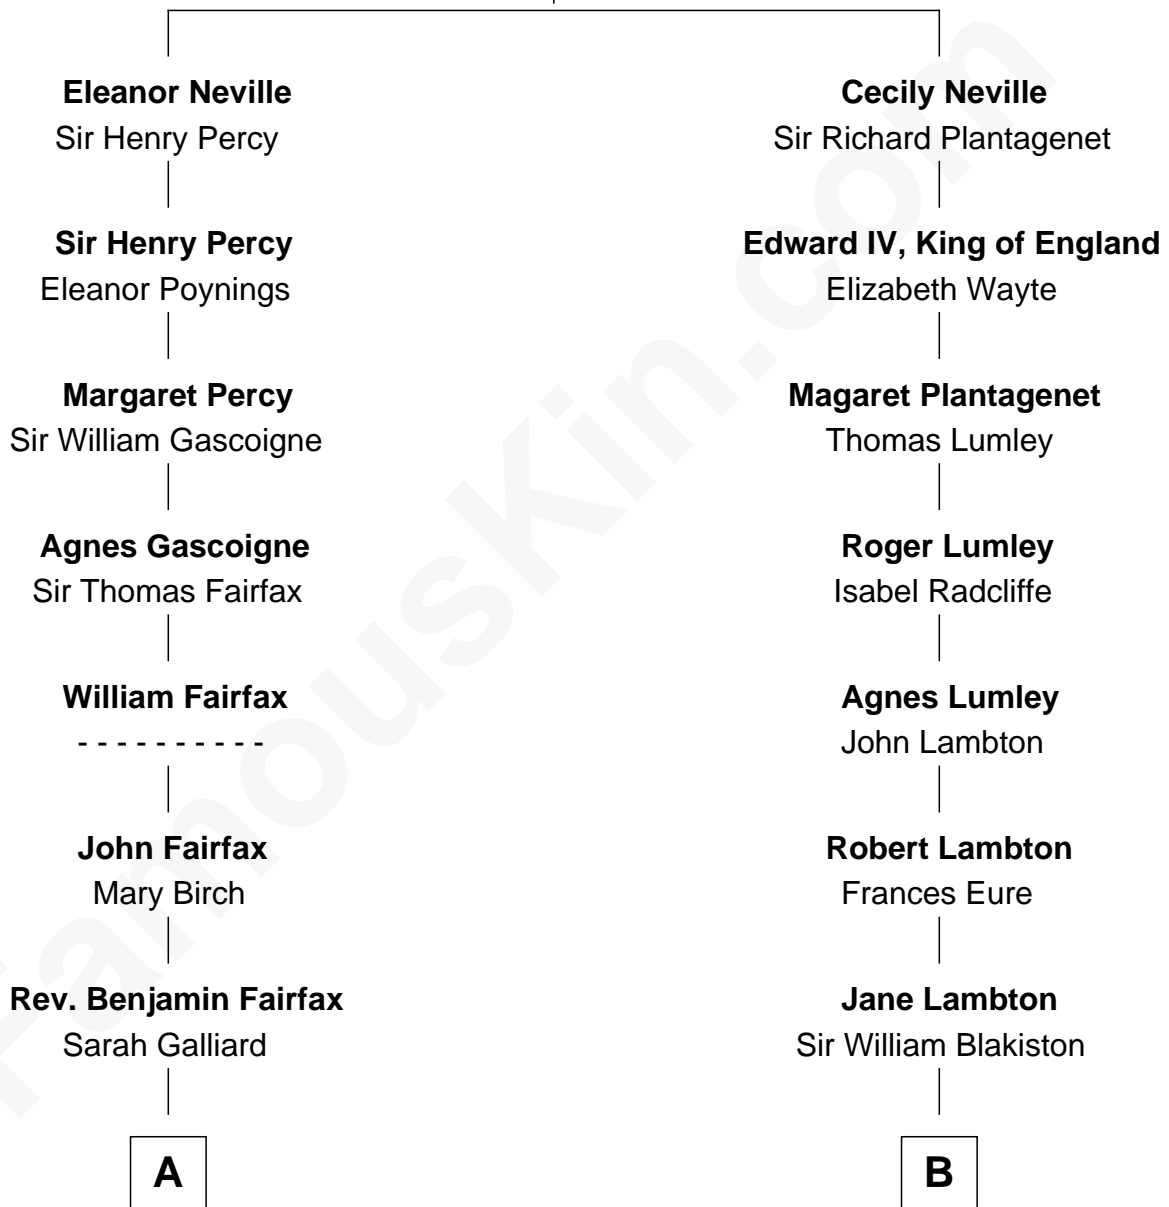 Eleanor Neville
Sir Henry Percy
Sir Henry Percy
Eleanor Poynings
Margaret Percy
Sir William Gascoigne
Agnes Gascoigne
Sir Thomas Fairfax
William Fairfax
- - - - - - - - - -
John Fairfax
Mary Birch
Rev. Benjamin Fairfax
Sarah Galliard
A
Cecily Neville
Sir Richard Plantagenet
Edward IV, King of England
Elizabeth Wayte
Magaret Plantagenet
Thomas Lumley
Roger Lumley
Isabel Radcliffe
Agnes Lumley
John Lambton
Robert Lambton
Frances Eure
Jane Lambton
Sir William Blakiston
B
FamousKin.com